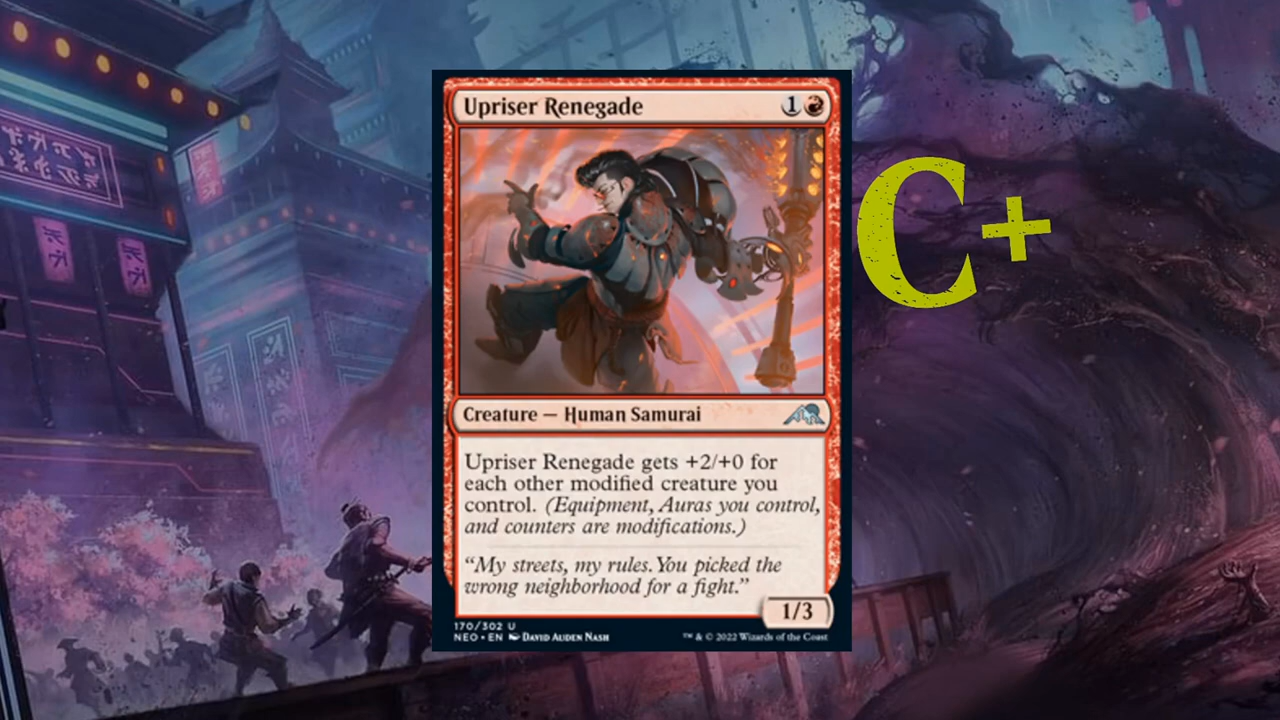 Upriser Renegade 1
C+
Creature — Human Samurai
Upriser Renegade gets +2/+0 for
each other modified creature you
control. (Equipment, Auras you control,
and counters are modifications.)
“My streets, my rules. You picked the
wrong neighborhood for a fight.”
1/3
170/302 U
NEO • EN DAVID AUDEN NASH
™ & © 2022 Wizards of the Coast